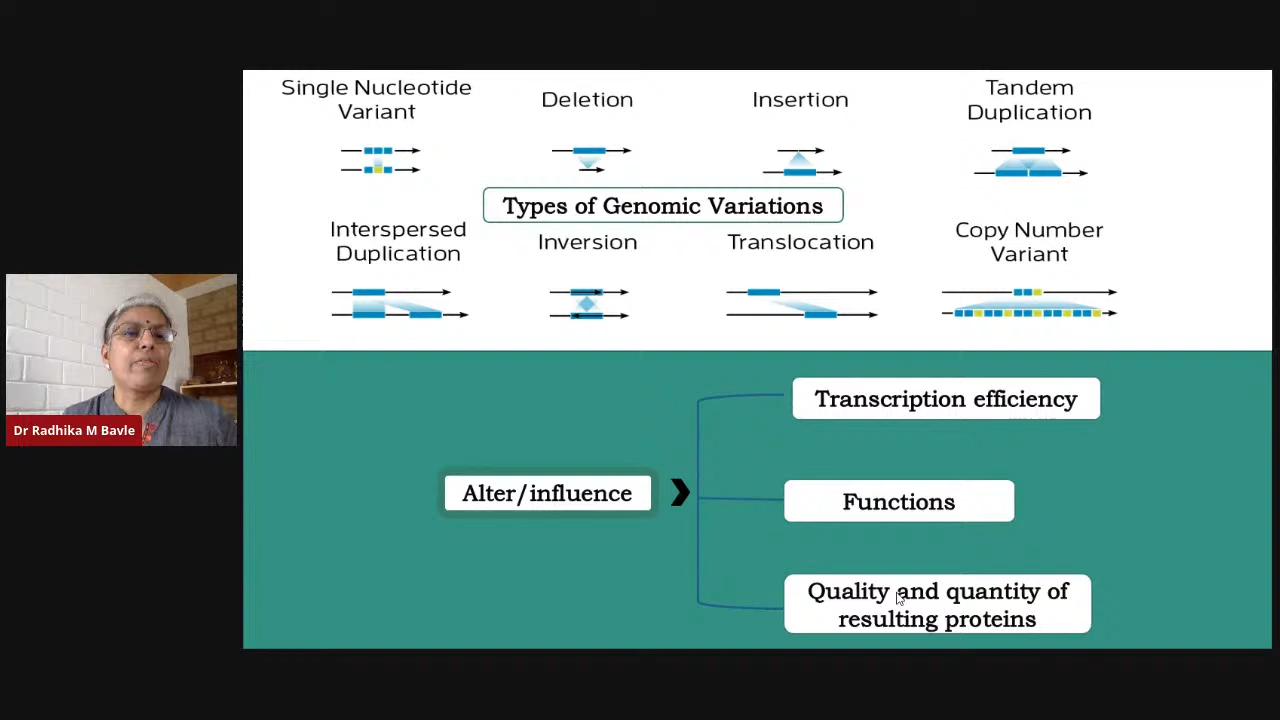 Single Nucleotide
Variant
Deletion
Insertion
Tandem
Duplication
Types of Genomic Variations
Interspersed
Duplication
Inversion
Translocation
Copy Number
Variant
Dr Radhika M Bavle
Alter/influence
Transcription efficiency
Functions
Quality and quantity of
resulting proteins